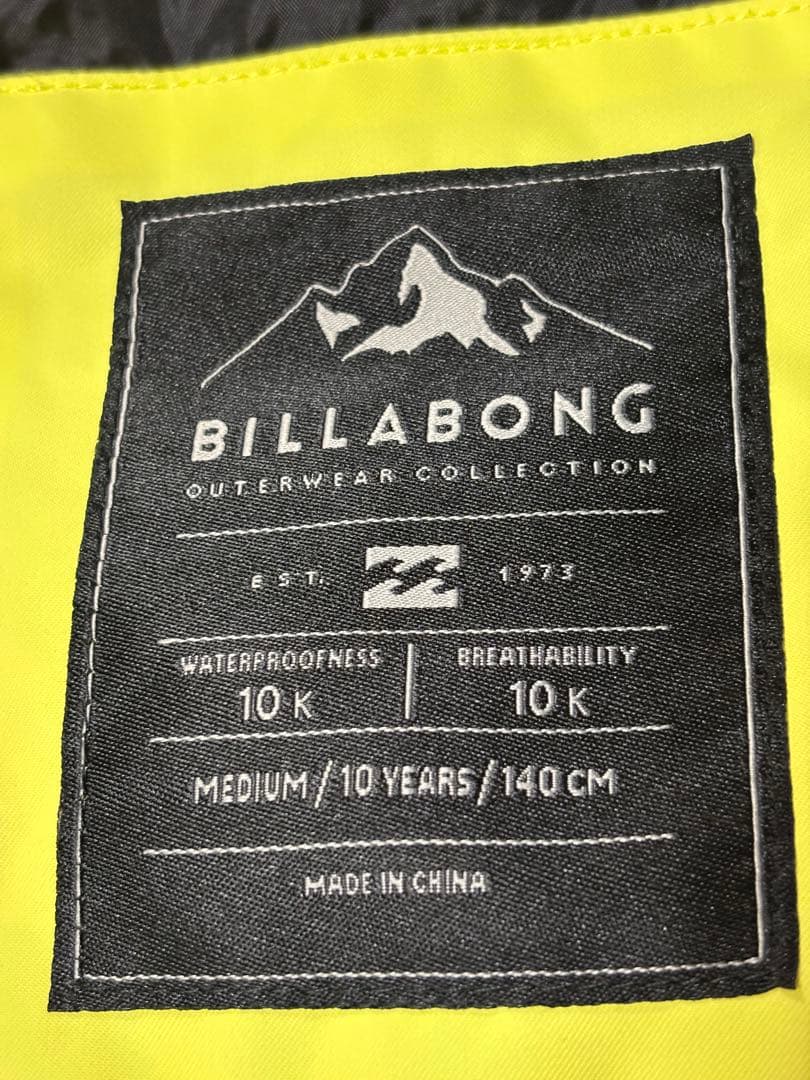 BILLABONG
OUTERWEAR COLLECTION
EST. 1973
WATERPROOFNESS BREATHABILITY
10 K 10 K
MEDIUM/10 YEARS/140 CM
MADE IN CHINA